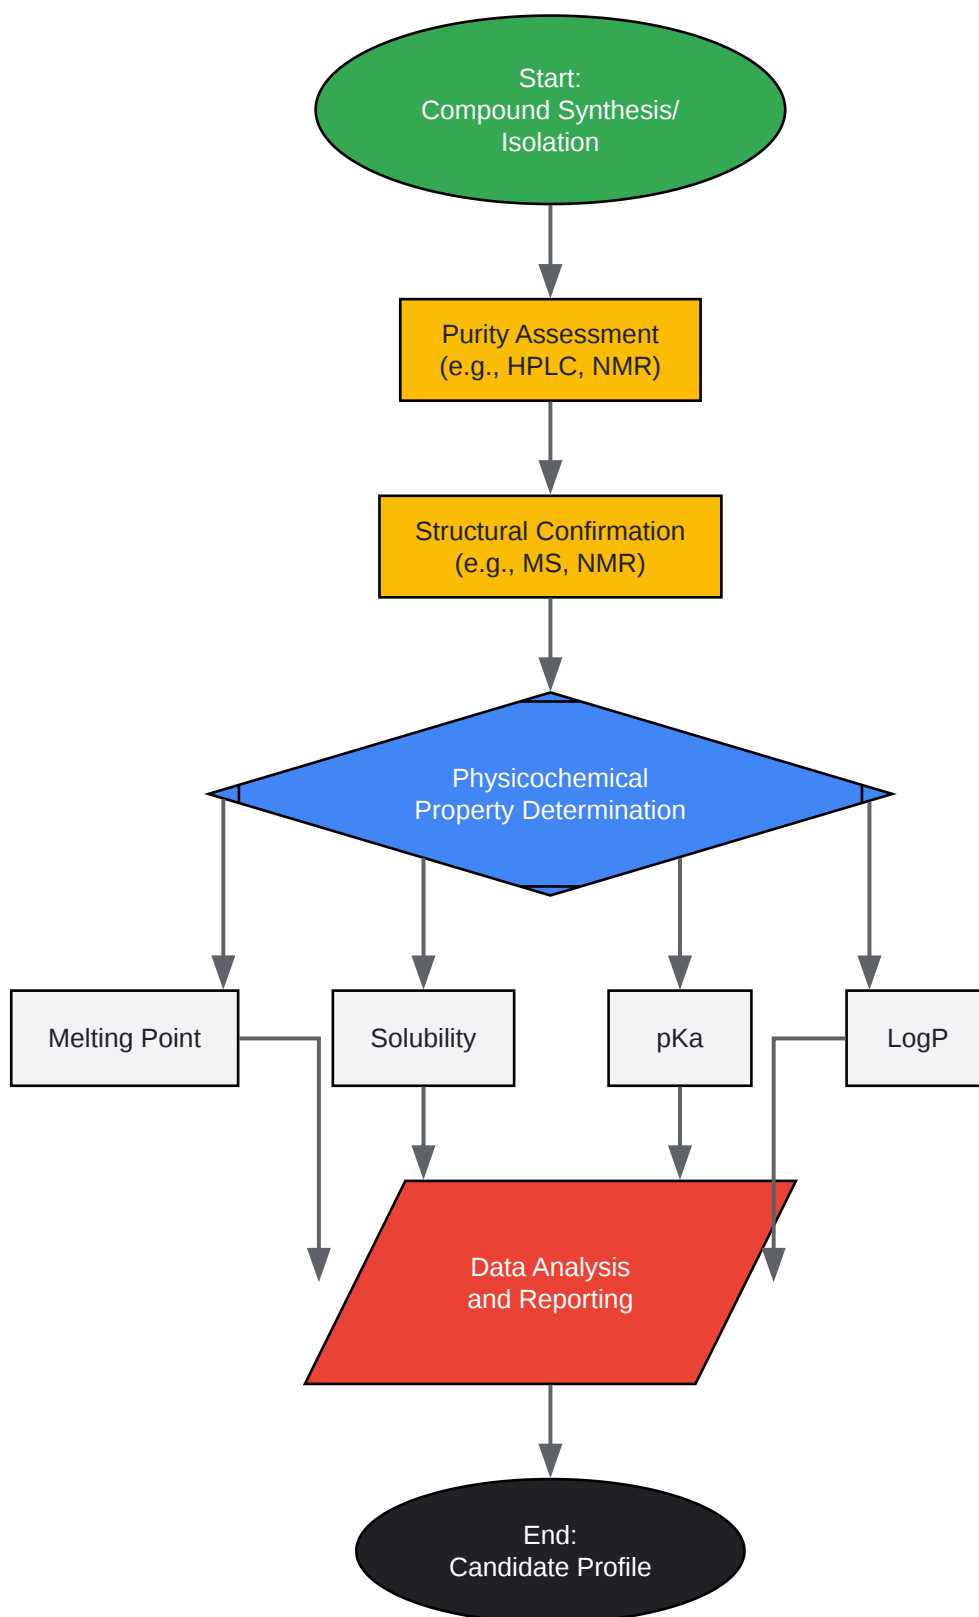 Start:
Compound Synthesis/
Isolation
Purity Assessment
(e.g., HPLC, NMR)
Structural Confirmation
(e.g., MS, NMR)
Physicochemical
Property Determination
Melting Point
Solubility
pKa
LogP
Data Analysis
and Reporting
End:
Candidate Profile